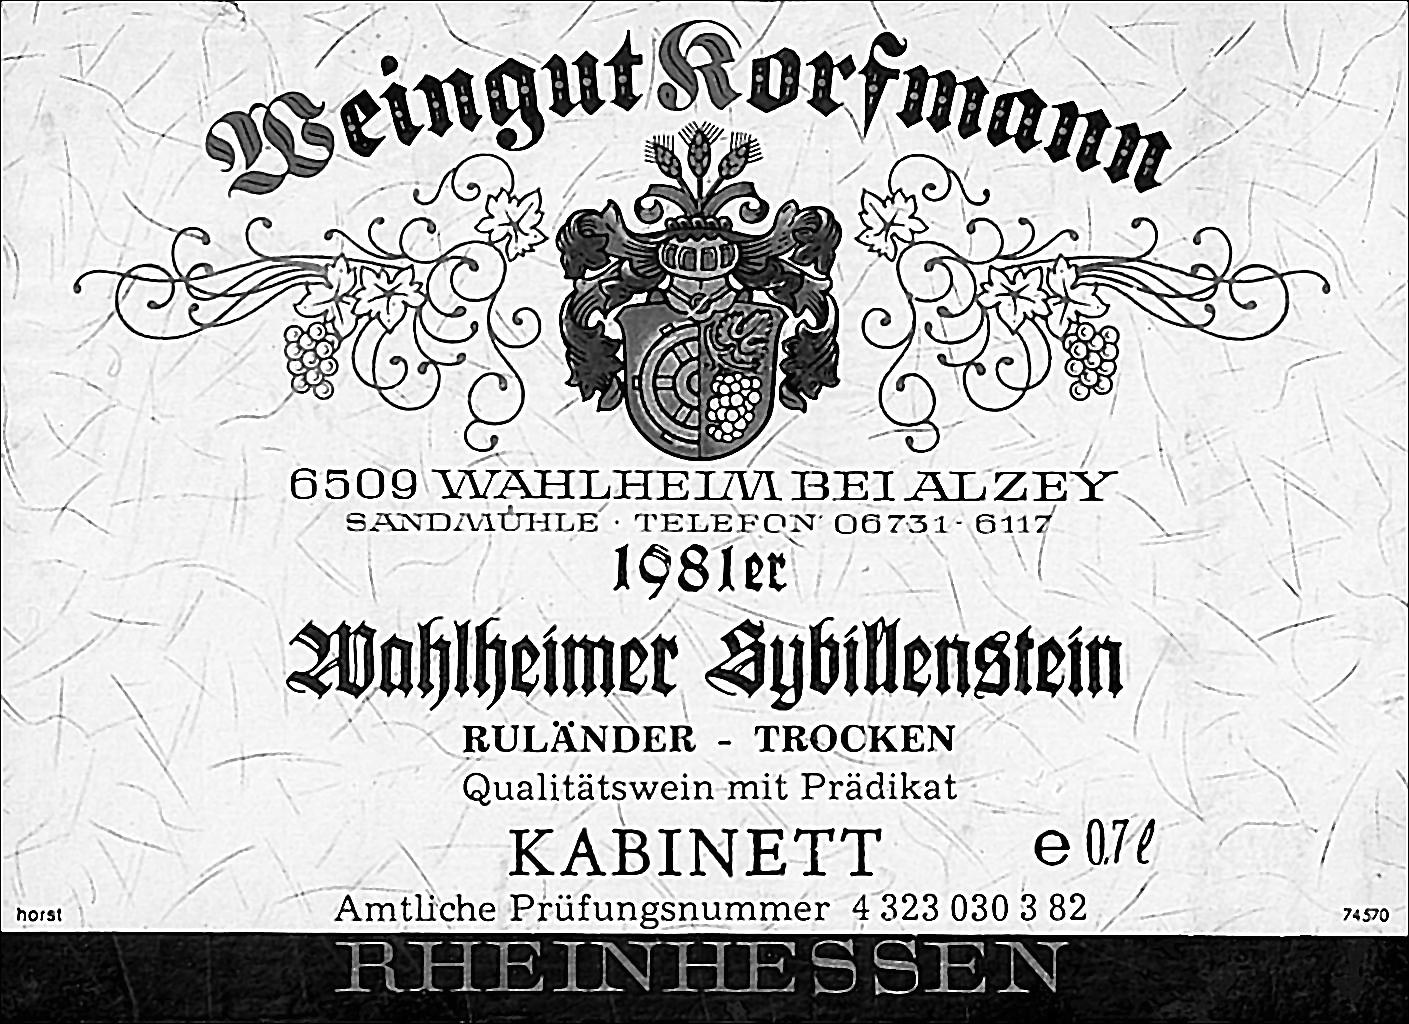 Weingut Korfmann
6509 WAHLHEIM BEI ALZEY
SANDMÜHLE · TELEFON 06731-6117
1981er
Wahlheimer Sybillenstein
RULÄNDER - TROCKEN
Qualitätswein mit Prädikat
KABINETT
e 0,7 ℓ
Amtliche Prüfungsnummer 4 323 030 3 82
horst
74570
RHEINHESSEN